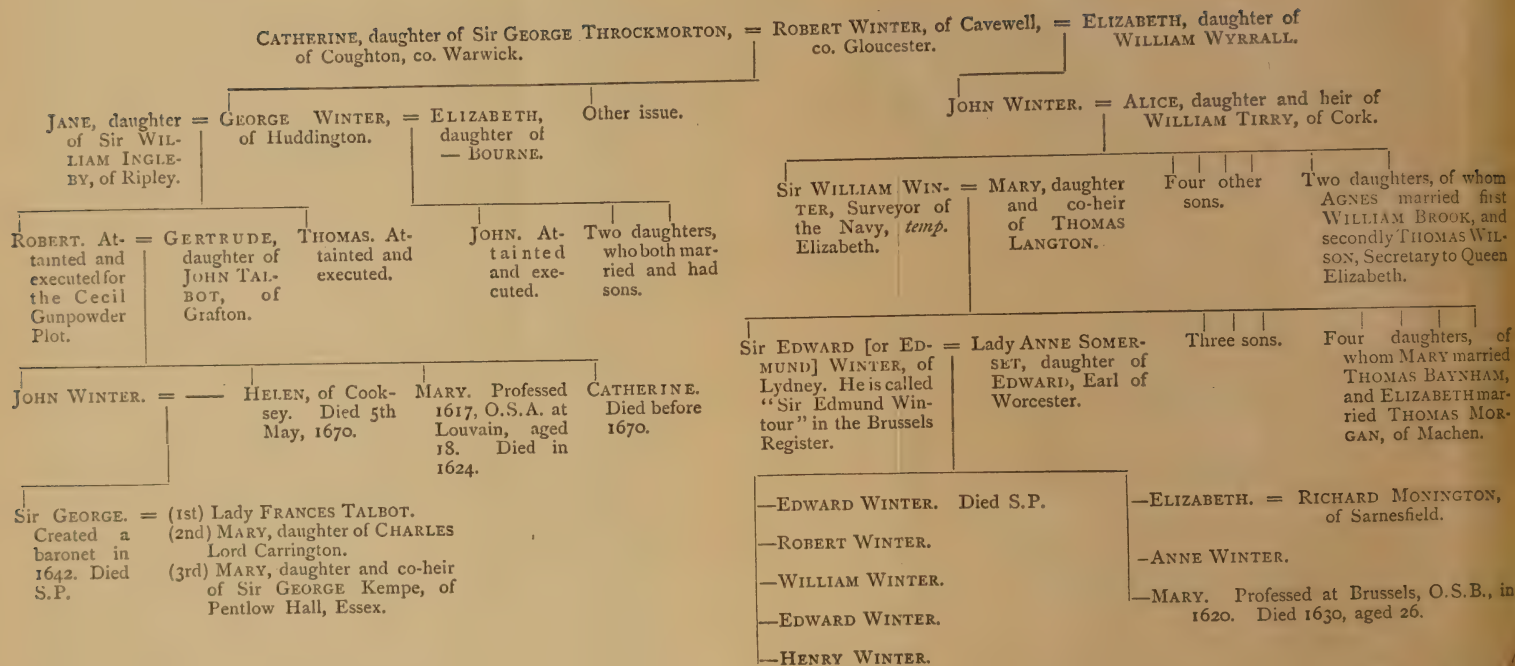 CATHERINE, daughter of Sir GEORGE THROCKMORTON, = ROBERT WINTER, of Cavewell, = ELIZABETH, daughter of
of Coughton, co. Warwick.
co. Gloucester.
WILLIAM WYRRALL.
JANE, daughter
of Sir WIL-
LIAM INGLE-
BY, of Ripley.
= GEORGE WINTER,
of Huddington.
= ELIZABETH,
daughter of
— BOURNE.
Other issue.
JOHN WINTER. = ALICE, daughter and heir of
WILLIAM TIRRY, of Cork.
ROBERT. At-
tainted and
executed for
the Cecil
Gunpowder
Plot.
= GERTRUDE,
daughter of
JOHN TAL-
BOT, of
Grafton.
THOMAS. At-
tainted and
executed.
JOHN. At-
tainted
and exe-
cuted.
Two daughters,
who both mar-
ried and had
sons.
Sir WILLIAM WIN-
TER, Surveyor of
the Navy, temp.
Elizabeth.
= MARY, daughter
and co-heir
of THOMAS
LANGTON.
Four other
sons.
Two daughters, of whom
AGNES married first
WILLIAM BROOK, and
secondly THOMAS WIL-
SON, Secretary to Queen
Elizabeth.
JOHN WINTER. = —
HELEN, of Cook-
sey. Died 5th
May, 1670.
MARY. Professed
1617, O.S.A. at
Louvain, aged
18. Died in
1624.
CATHERINE.
Died before
1670.
Sir EDWARD [or ED-
MUND] WINTER, of
Lydney. He is called
“Sir Edmund Win-
tour” in the Brussels
Register.
= Lady ANNE SOMER-
SET, daughter of
EDWARD, Earl of
Worcester.
Three sons.
Four daughters, of
whom MARY married
THOMAS BAYNHAM,
and ELIZABETH mar-
ried THOMAS MOR-
GAN, of Machen.
Sir GEORGE.
Created a
baronet in
1642. Died
S.P.
= (1st) Lady FRANCES TALBOT.
(2nd) MARY, daughter of CHARLES
Lord Carrington.
(3rd) MARY, daughter and co-heir
of Sir GEORGE Kempe, of
Pentlow Hall, Essex.
—EDWARD WINTER. Died S.P.
—ROBERT WINTER.
—WILLIAM WINTER.
—EDWARD WINTER.
—HENRY WINTER.
—ELIZABETH. = RICHARD MONINGTON,
of Sarnesfield.
—ANNE WINTER.
—MARY. Professed at Brussels, O.S.B., in
1620. Died 1630, aged 26.